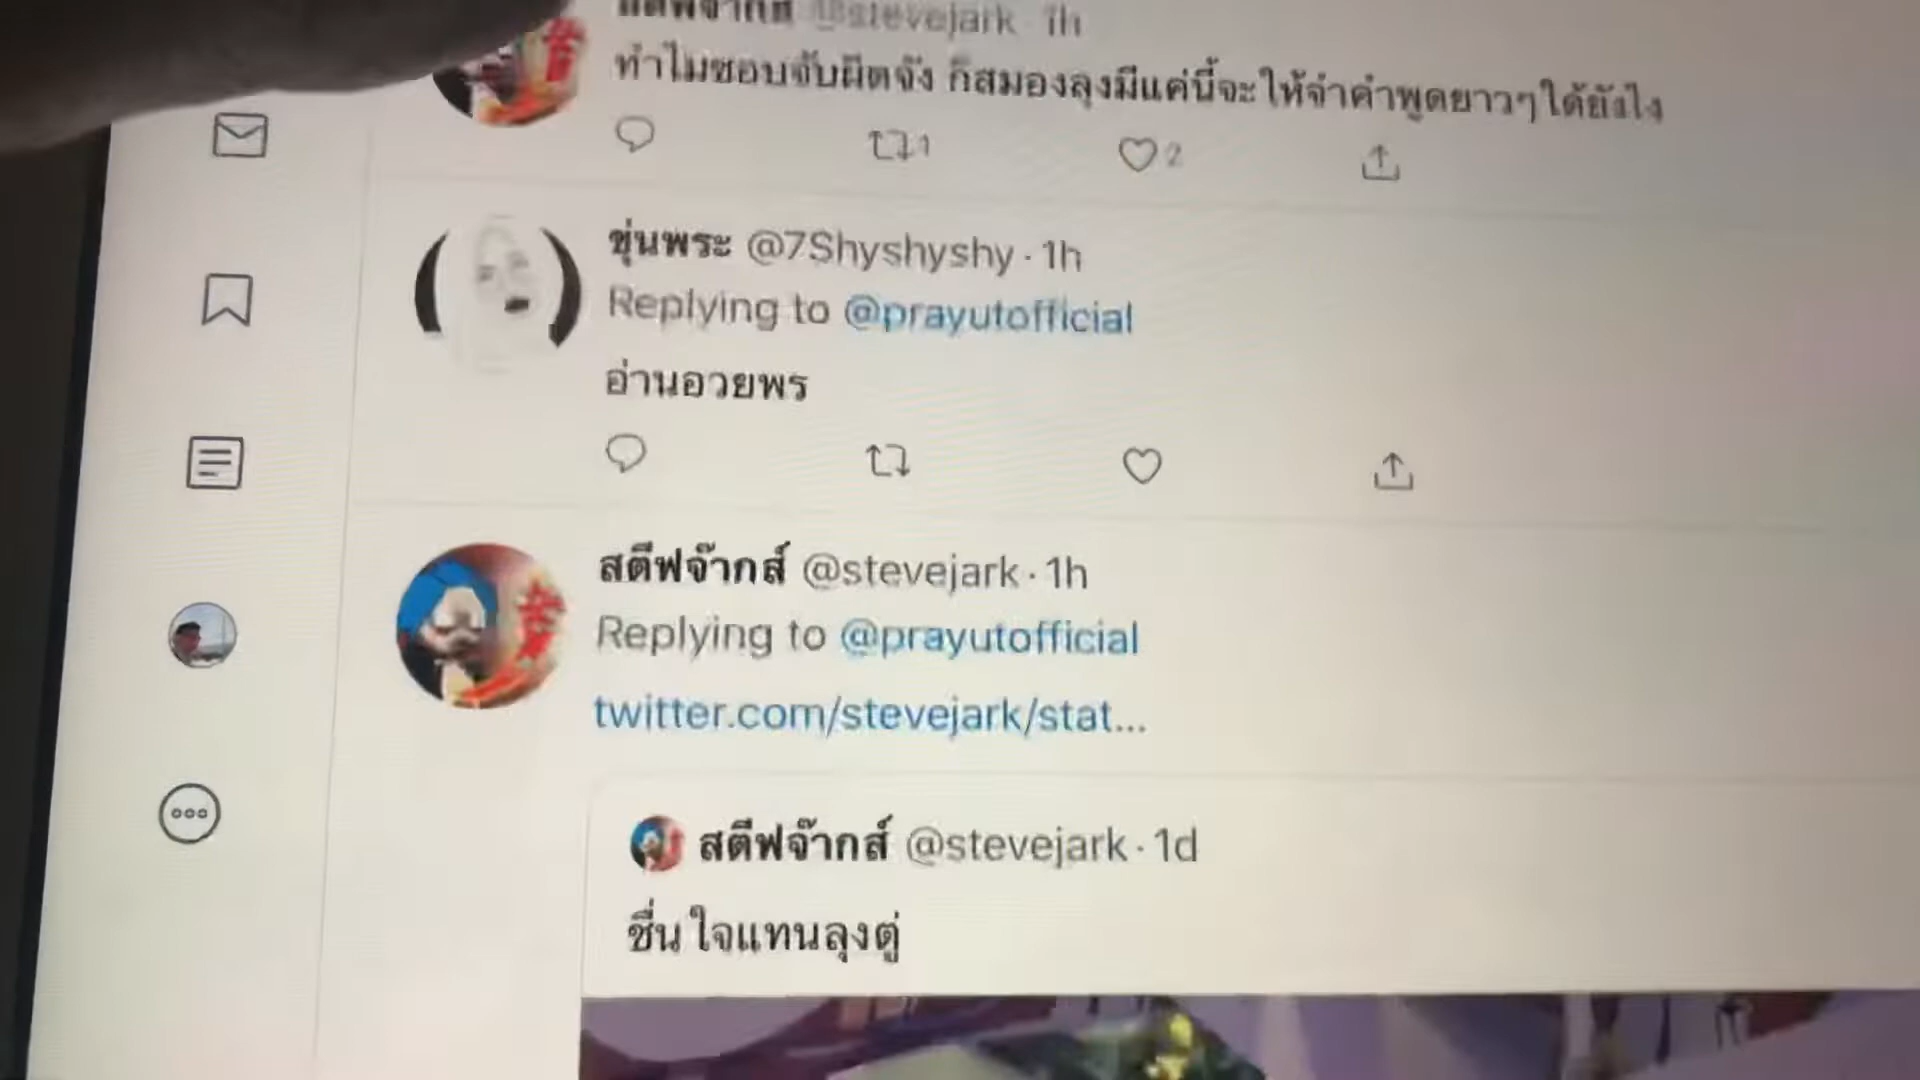 สตีฟจ๊ากส์ @stevejark · 1h
ทำไมชอบจับผิดจัง ก็สมองลุงมีแค่นี้จะให้จำคำพูดยาวๆได้ยังไง
1 2
ขุ่นพระ @7Shyshyshy · 1h
Replying to @prayutofficial
อ่านอวยพร
สตีฟจ๊ากส์ @stevejark · 1h
Replying to @prayutofficial
twitter.com/stevejark/stat...
สตีฟจ๊ากส์ @stevejark · 1d
ชื่นใจแทนลุงตู่